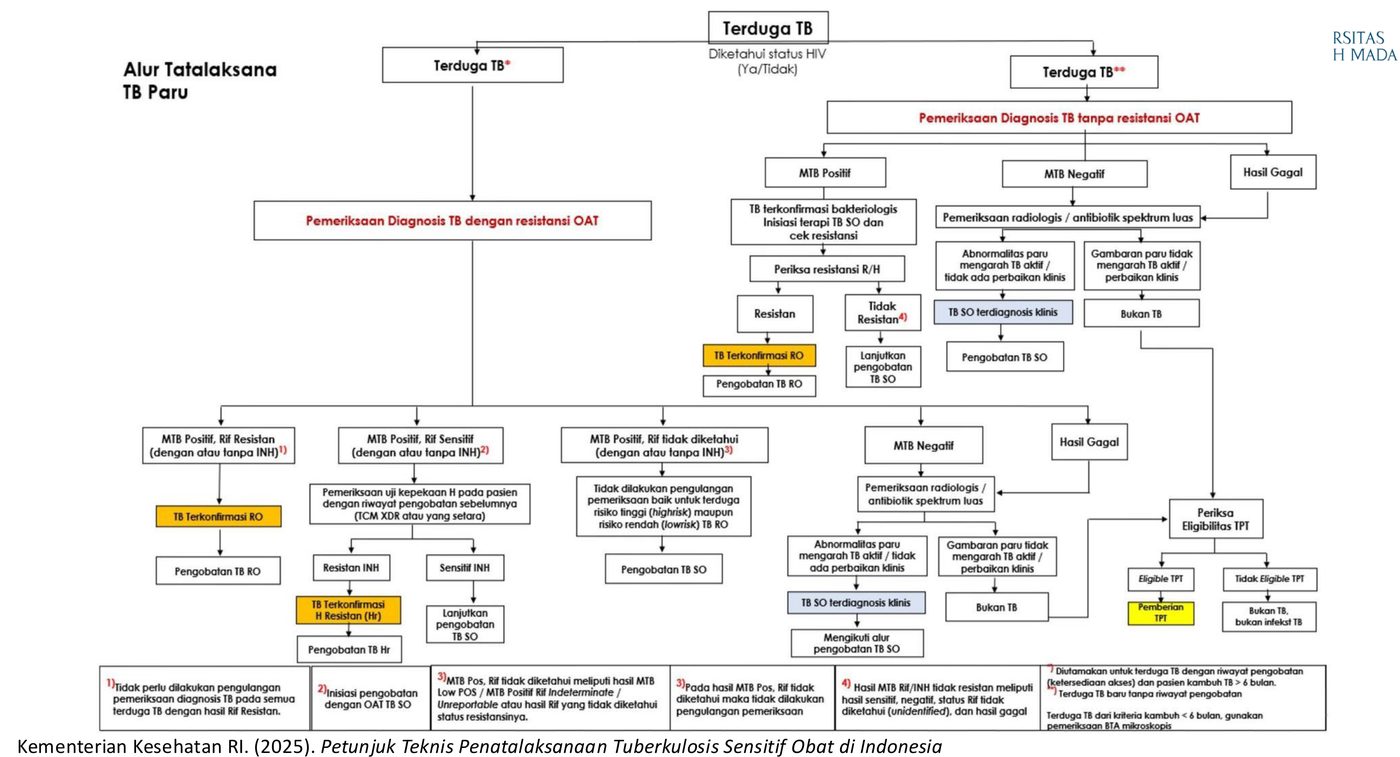 Terduga TB
Diketahui status HIV
(Ya/Tidak)
RSITAS
H MADA
Alur Tatalaksana
TB Paru
Terduga TB*
Terduga TB**
Pemeriksaan Diagnosis TB tanpa resistansi OAT
MTB Positif
MTB Negatif
Hasil Gagal
TB terkonfirmasi bakteriologis
Inisiasi terapi TB SO dan
cek resistansi
Pemeriksaan radiologis / antibiotik spektrum luas
Periksa resistansi R/H
Abnormalitas paru
mengarah TB aktif /
tidak ada perbaikan klinis
Gambaran paru tidak
mengarah TB aktif /
perbaikan klinis
Resistan
Tidak
Resistan4)
TB SO terdiagnosis klinis
Bukan TB
TB Terkonfirmasi RO
Lanjutkan
pengobatan
TB SO
Pengobatan TB SO
Pengobatan TB RO
Pemeriksaan Diagnosis TB dengan resistansi OAT
MTB Positif, Rif Resistan
(dengan atau tanpa INH)1)
MTB Positif, Rif Sensitif
(dengan atau tanpa INH)2)
MTB Positif, Rif tidak diketahui
(dengan atau tanpa INH)3)
MTB Negatif
Hasil Gagal
TB Terkonfirmasi RO
Pengobatan TB RO
Pemeriksaan uji kepekaan H pada pasien
dengan riwayat pengobatan sebelumnya
(TCM XDR atau yang setara)
Resistan INH
Sensitif INH
TB Terkonfirmasi
H Resistan (Hr)
Lanjutkan
pengobatan
TB SO
Pengobatan TB Hr
Tidak dilakukan pengulangan
pemeriksaan baik untuk terduga
risiko tinggi (highrisk) maupun
risiko rendah (lowrisk) TB RO
Pengobatan TB SO
Pemeriksaan radiologis /
antibiotik spektrum luas
Abnormalitas paru
mengarah TB aktif / tidak
ada perbaikan klinis
Gambaran paru tidak
mengarah TB aktif /
perbaikan klinis
TB SO terdiagnosis klinis
Bukan TB
Mengikuti alur
pengobatan TB SO
Periksa
Eligibilitas TPT
Eligible TPT
Tidak Eligible TPT
Pemberian
TPT
Bukan TB,
bukan infekst TB
1)Tidak perlu dilakukan pengulangan
pemeriksaan diagnosis TB pada semua
terduga TB dengan hasil Rif Resistan.
2)Inisiasi pengobatan
dengan OAT TB SO
3)MTB Pos, Rif tidak diketahui meliputi hasil MTB
Low POS / MTB Positif Rif Indeterminate /
Unreportable atau hasil Rif yang tidak diketahui
status resistansinya.
3)Pada hasil MTB Pos, Rif tidak
diketahui maka tidak dilakukan
pengulangan pemeriksaan
4) Hasil MTB Rif/INH tidak resistan meliputi
hasil sensitif, negatif, status Rif tidak
diketahui (unidentified), dan hasil gagal
*) Diutamakan untuk terduga TB dengan riwayat pengobatan
(ketersediaan akses) dan pasien kambuh TB > 6 bulan.
**) Terduga TB baru tanpa riwayat pengobatan
Terduga TB dari kriteria kambuh < 6 bulan, gunakan
pemeriksaan BTA mikroskopis
Kementerian Kesehatan RI. (2025). Petunjuk Teknis Penatalaksanaan Tuberkulosis Sensitif Obat di Indonesia